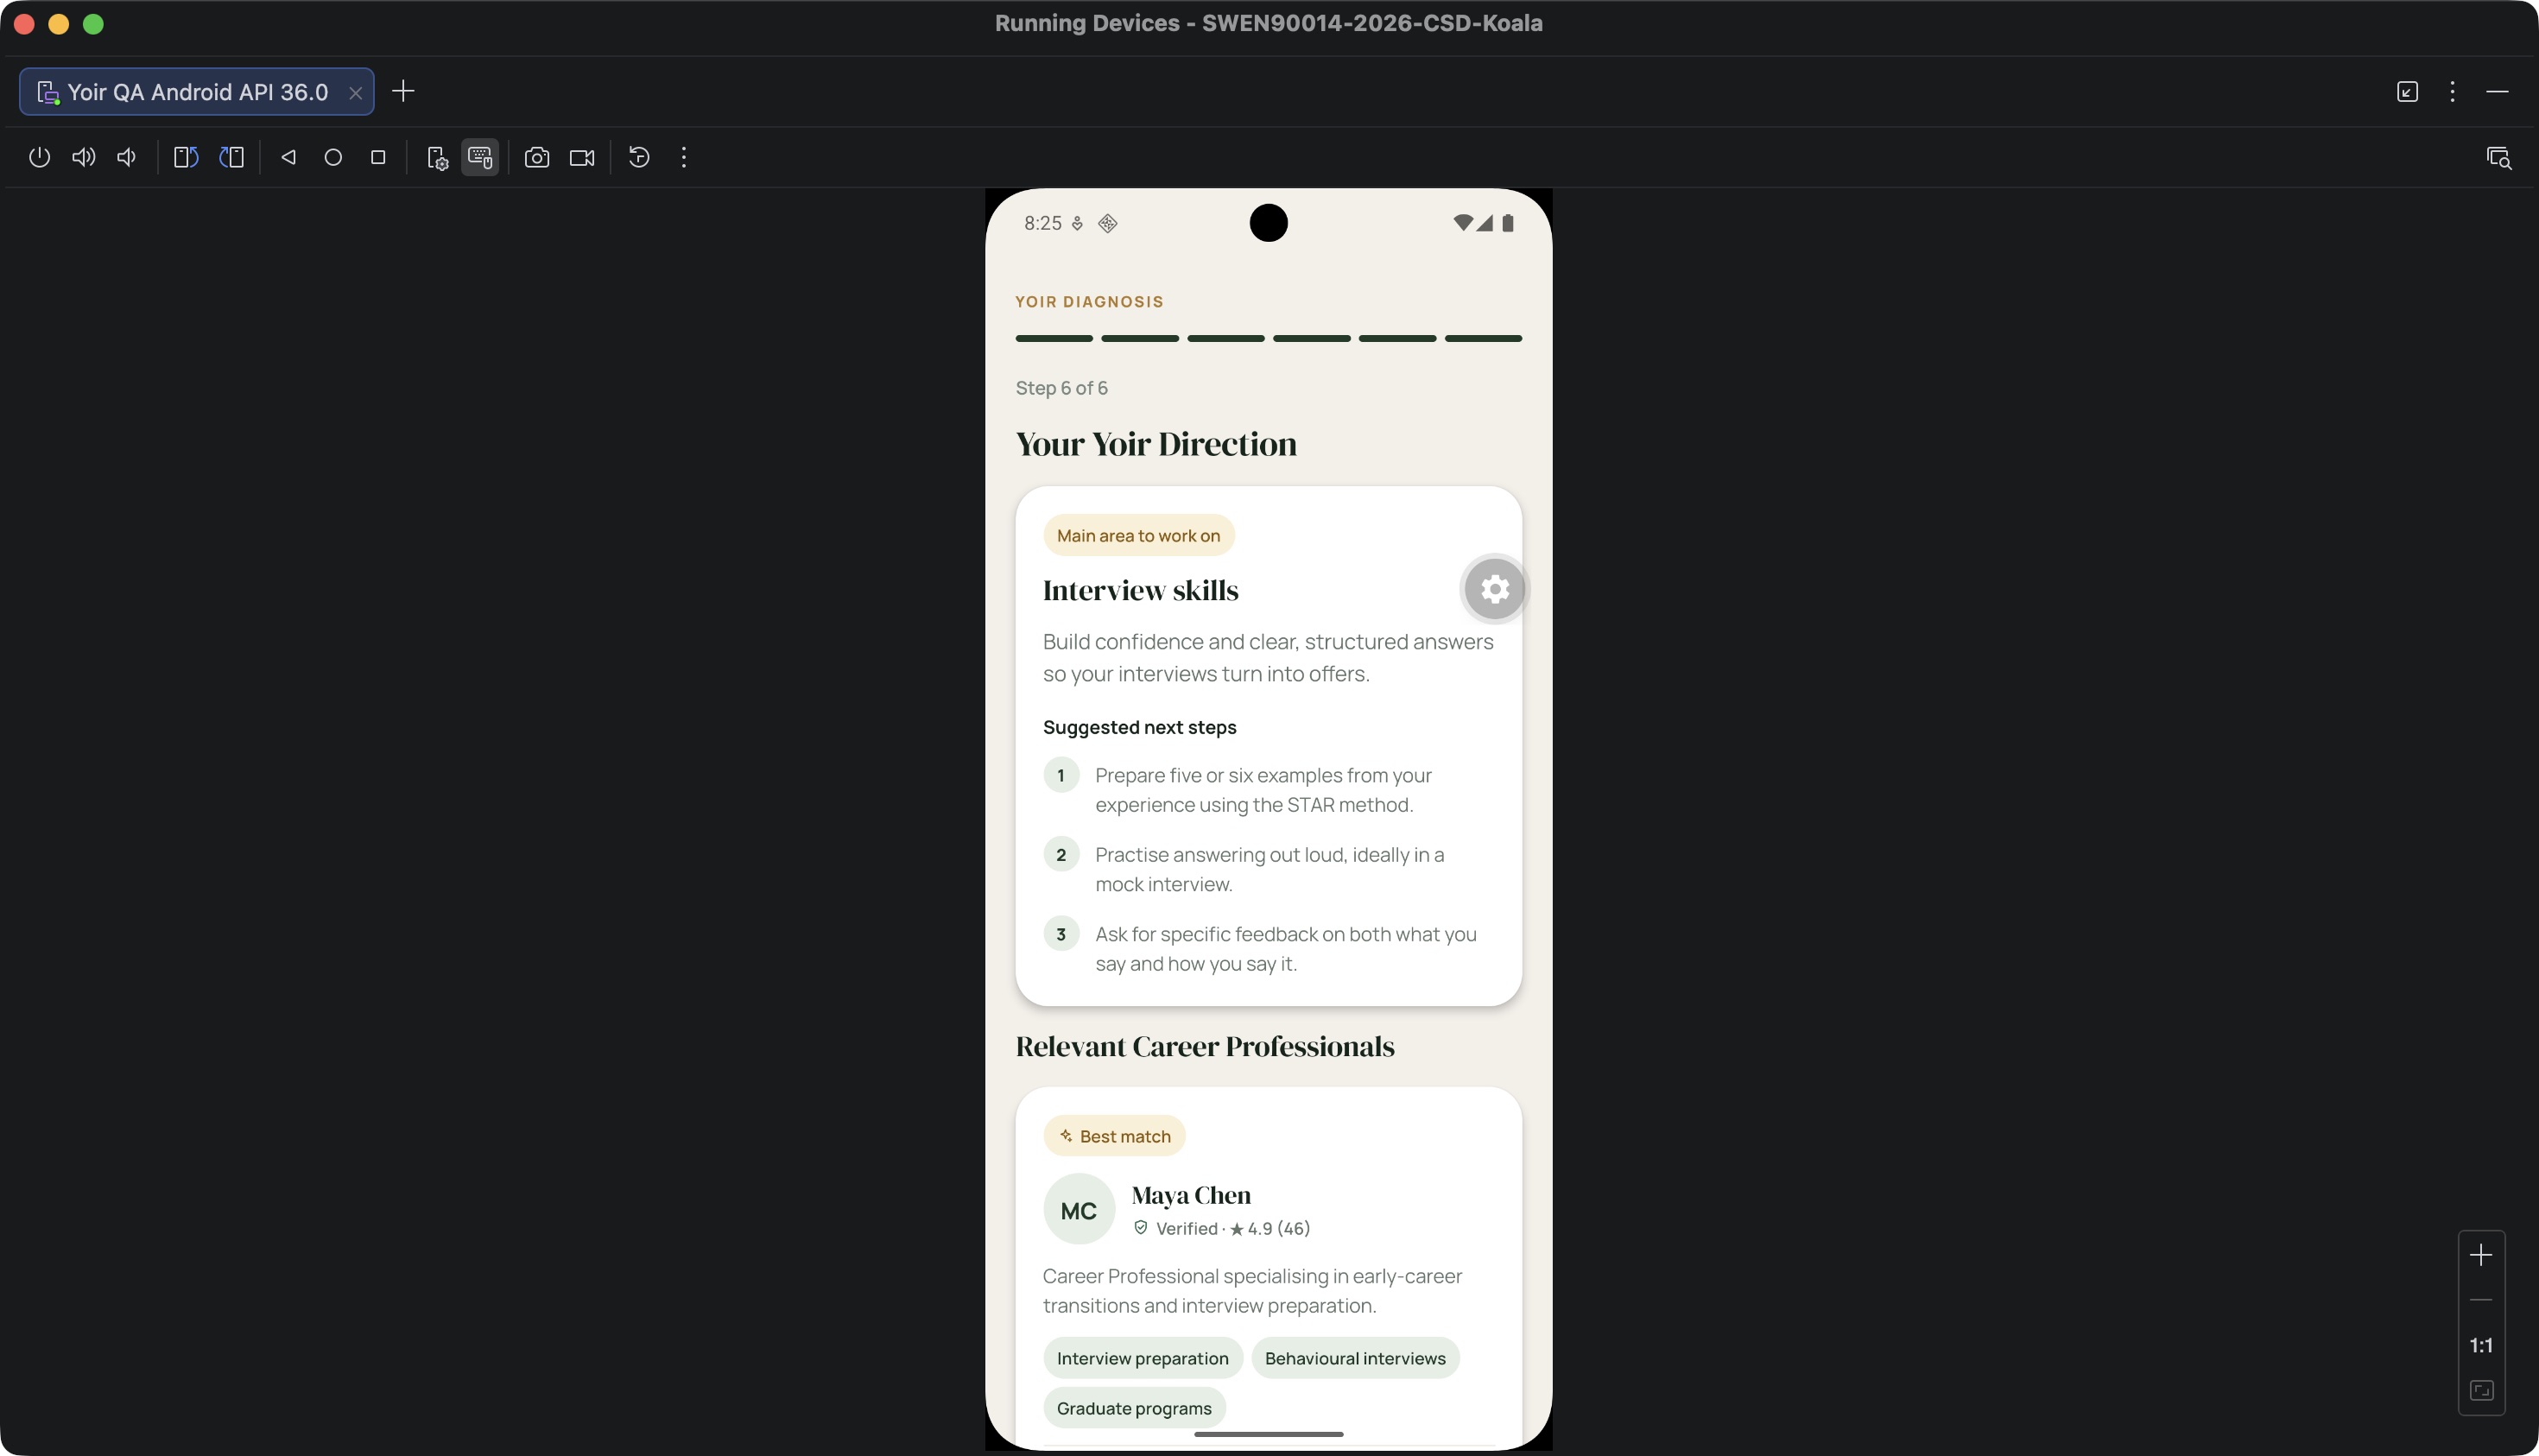 Running Devices - SWEN90014-2026-CSD-Koala
Yoir QA Android API 36.0
8:25
YOIR DIAGNOSIS
Step 6 of 6
Your Yoir Direction
Main area to work on
Interview skills
Build confidence and clear, structured answers
so your interviews turn into offers.
Suggested next steps
1 Prepare five or six examples from your
experience using the STAR method.
2 Practise answering out loud, ideally in a
mock interview.
3 Ask for specific feedback on both what you
say and how you say it.
Relevant Career Professionals
Best match
MC
Maya Chen
Verified · ★ 4.9 (46)
Career Professional specialising in early-career
transitions and interview preparation.
Interview preparation Behavioural interviews
Graduate programs
1:1